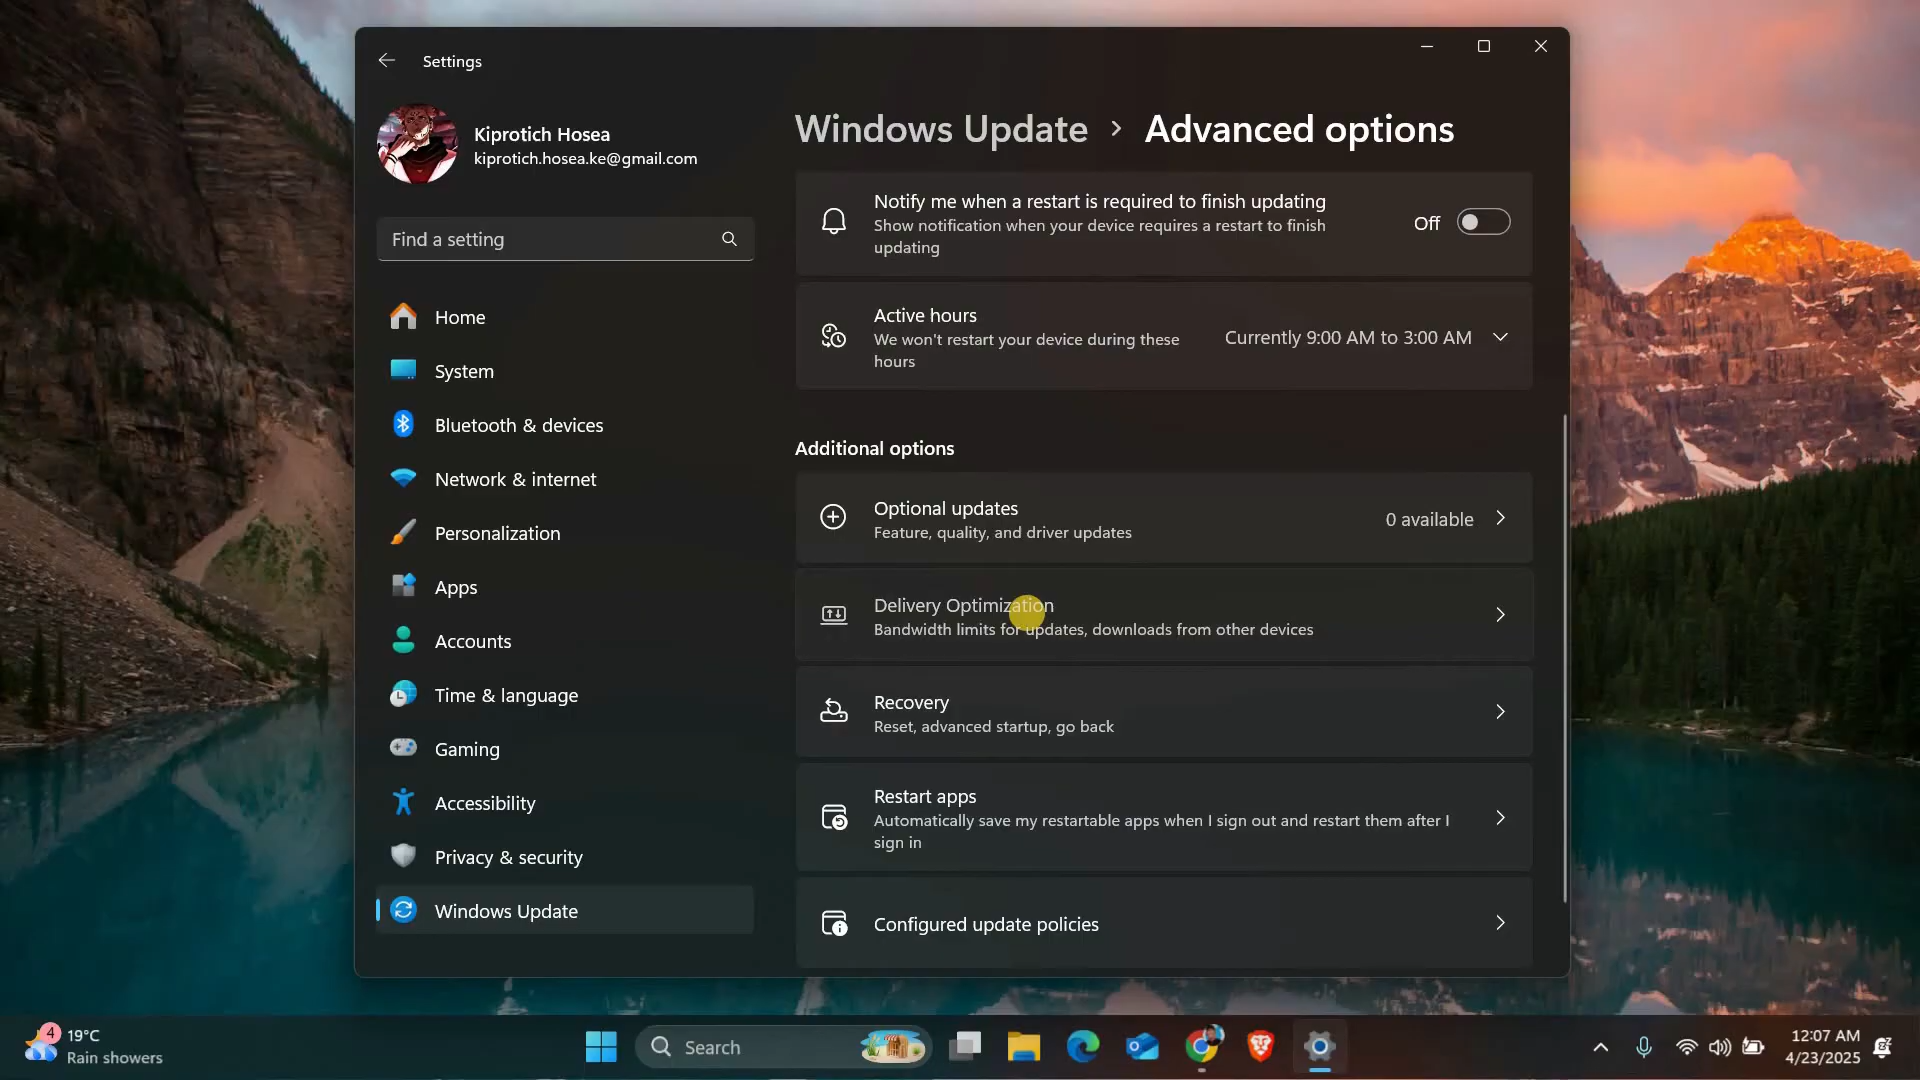 Settings
Kiprotich Hosea
kiprotich.hosea.ke@gmail.com
Find a setting
Home
System
Bluetooth & devices
Network & internet
Personalization
Apps
Accounts
Time & language
Gaming
Accessibility
Privacy & security
Windows Update
Windows Update > Advanced options
Notify me when a restart is required to finish updating
Show notification when your device requires a restart to finish
updating
Off
Active hours
We won't restart your device during these
hours
Currently 9:00 AM to 3:00 AM
Additional options
Optional updates
Feature, quality, and driver updates
0 available
Delivery Optimization
Bandwidth limits for updates, downloads from other devices
Recovery
Reset, advanced startup, go back
Restart apps
Automatically save my restartable apps when I sign out and restart them after I
sign in
Configured update policies
4
19°C
Rain showers
Search
12:07 AM
4/23/2025